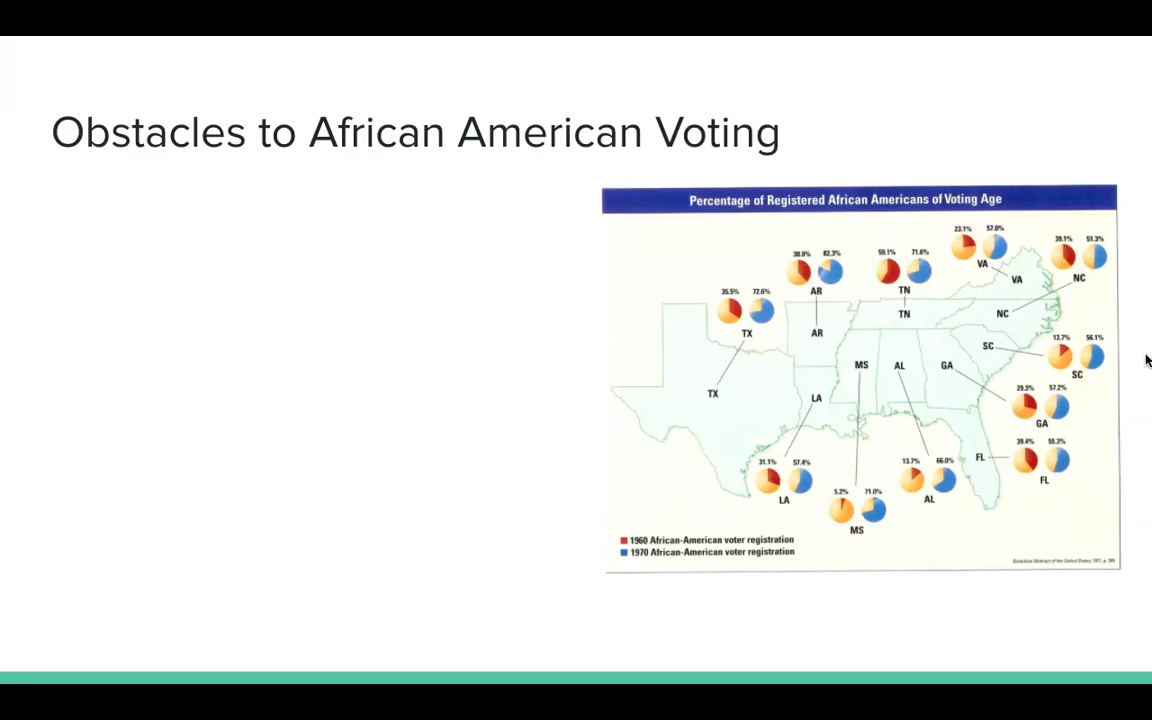 Obstacles to African American Voting
Percentage of Registered African Americans of Voting Age
23.1% 57.0%
VA
VA
39.1% 51.3%
NC
NC
38.0% 82.3%
AR
AR
59.1% 71.6%
TN
TN
35.5% 72.6%
TX
TX
13.7% 56.1%
SC
SC
MS
AL
GA
29.3% 57.2%
GA
LA
39.4% 55.3%
FL
FL
31.1% 57.4%
LA
5.2% 71.0%
MS
13.7% 66.0%
AL
1960 African-American voter registration
1970 African-American voter registration
Statistical Abstract of the United States, 1971, p. 365